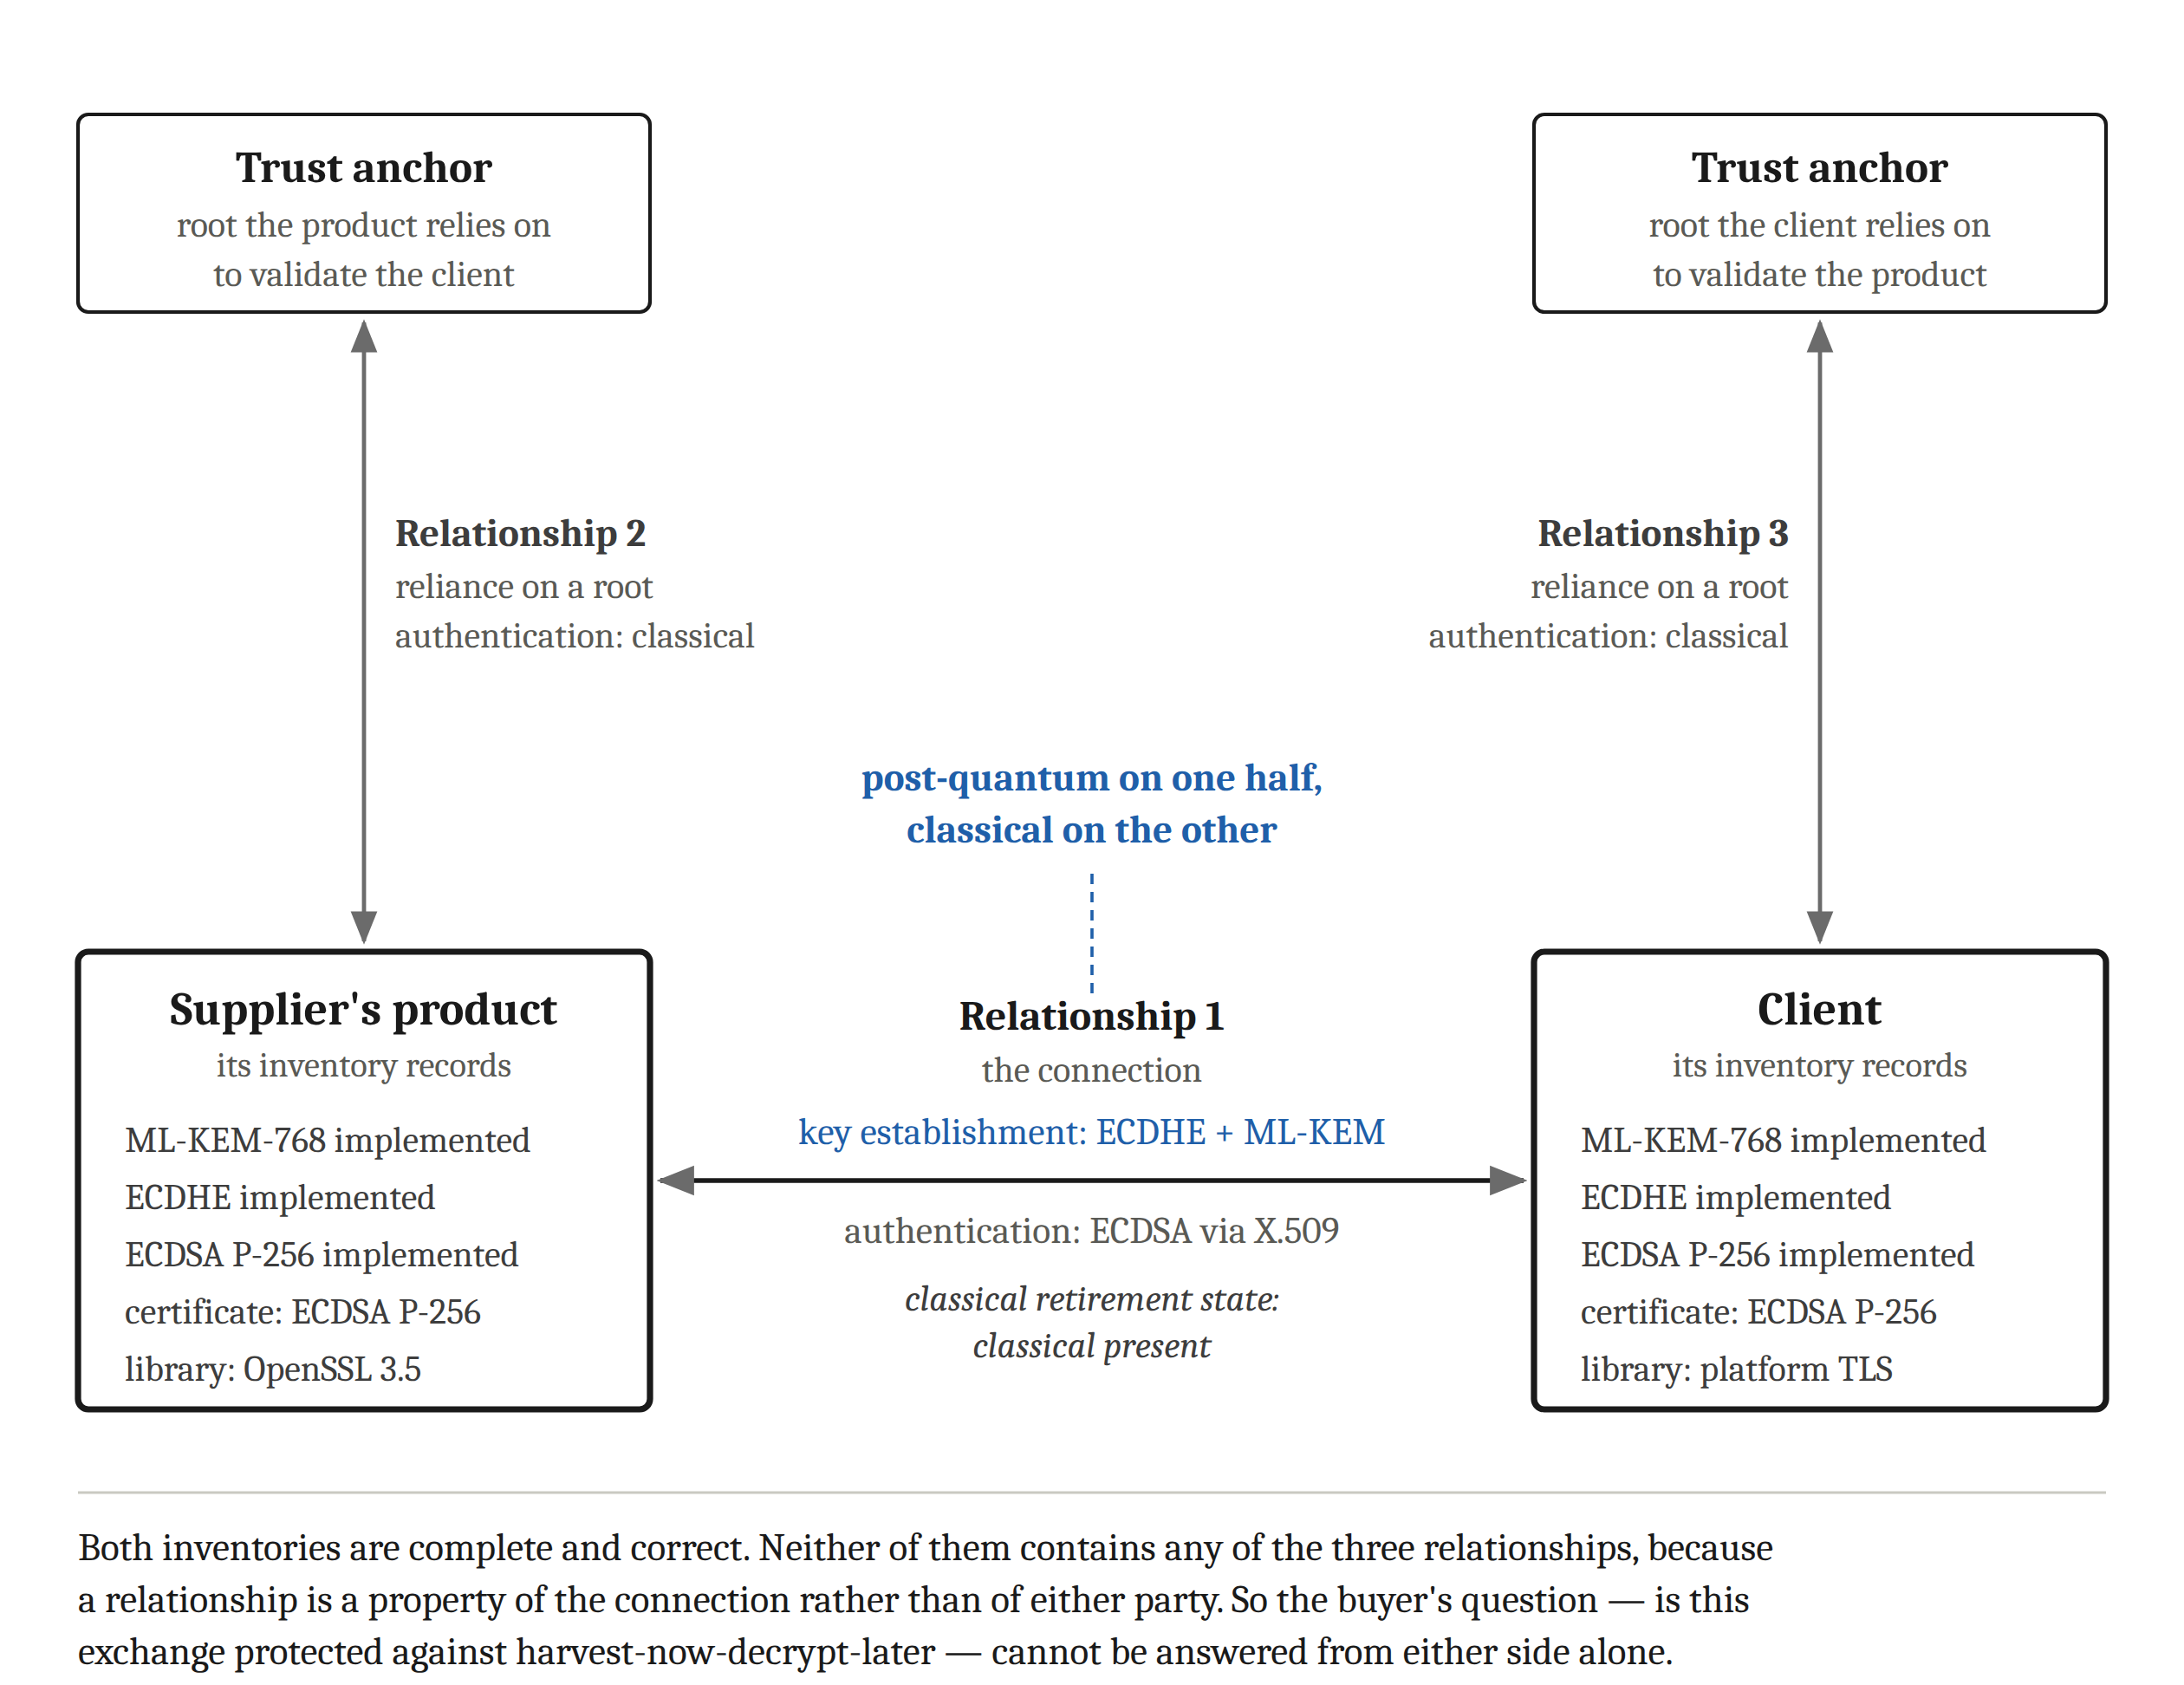 Trust anchor
root the product relies on
to validate the client
Trust anchor
root the client relies on
to validate the product
Relationship 2
reliance on a root
authentication: classical
Relationship 3
reliance on a root
authentication: classical
post-quantum on one half,
classical on the other
Supplier's product
its inventory records
ML-KEM-768 implemented
ECDHE implemented
ECDSA P-256 implemented
certificate: ECDSA P-256
library: OpenSSL 3.5
Relationship 1
the connection
key establishment: ECDHE + ML-KEM
authentication: ECDSA via X.509
classical retirement state:
classical present
Client
its inventory records
ML-KEM-768 implemented
ECDHE implemented
ECDSA P-256 implemented
certificate: ECDSA P-256
library: platform TLS
Both inventories are complete and correct. Neither of them contains any of the three relationships, because
a relationship is a property of the connection rather than of either party. So the buyer's question — is this
exchange protected against harvest-now-decrypt-later — cannot be answered from either side alone.